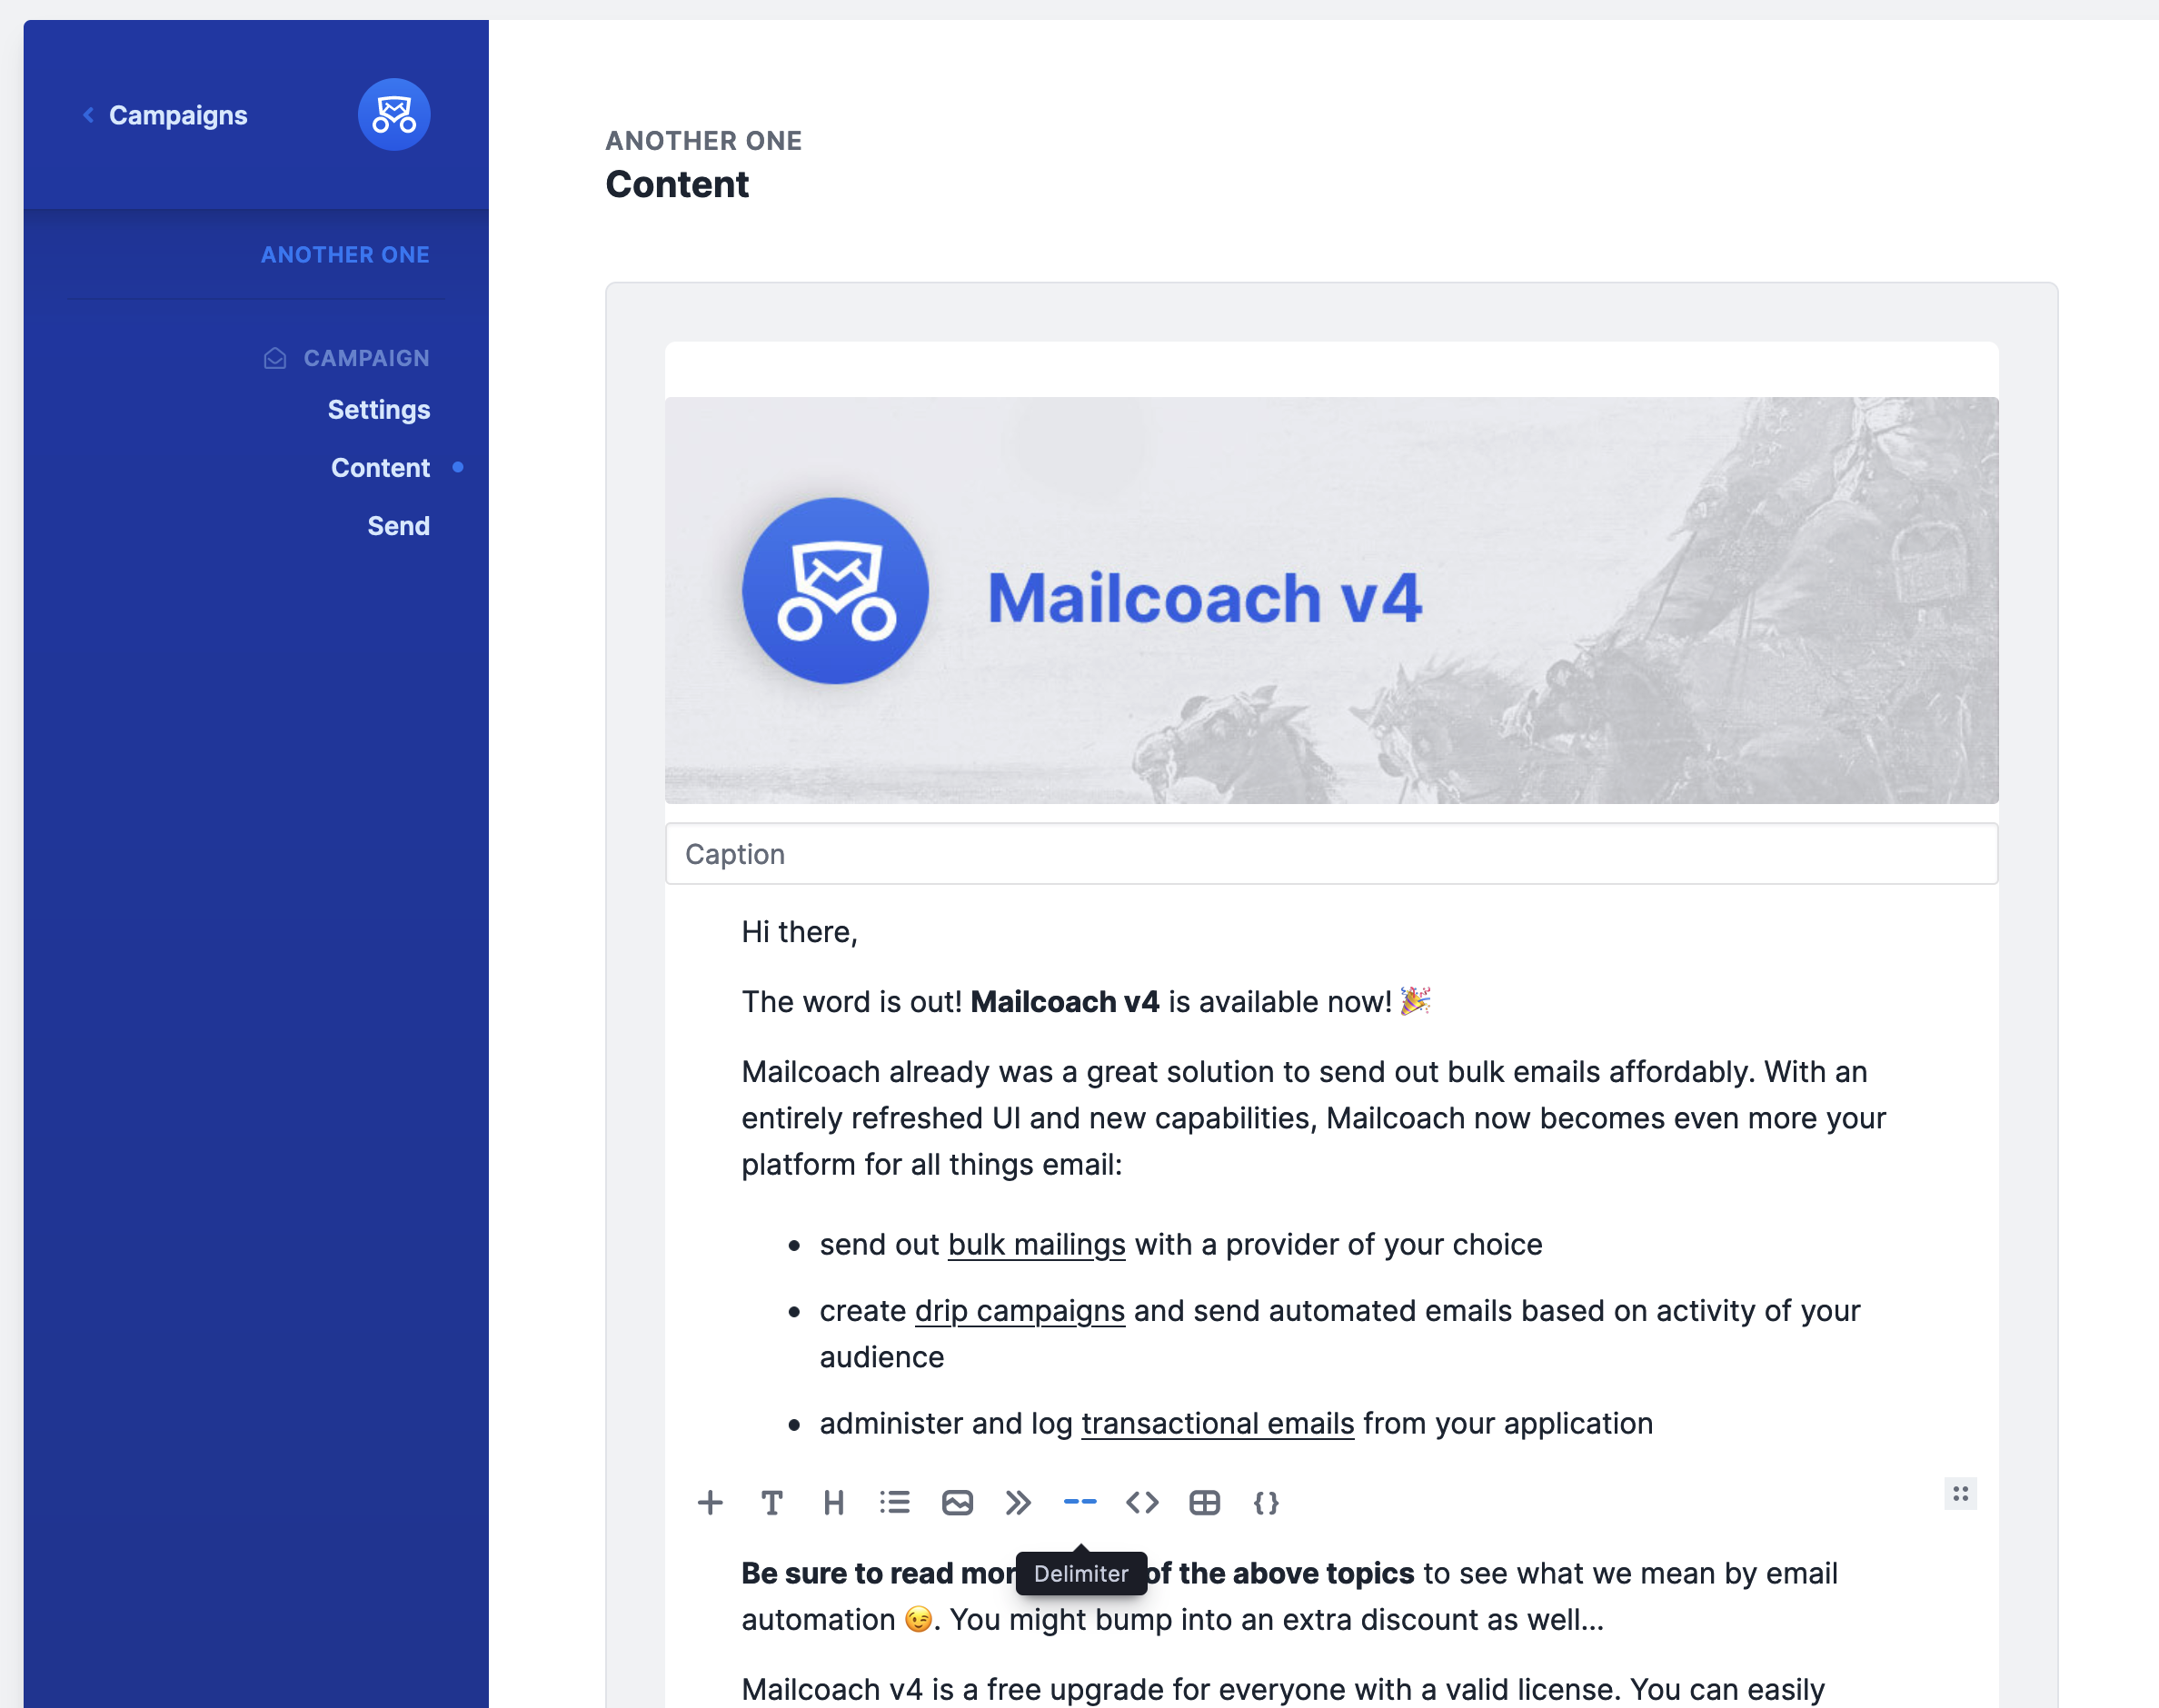 Campaigns
ANOTHER ONE
CAMPAIGN
Settings
Content
Send
ANOTHER ONE
Content
Mailcoach v4
Caption
Hi there,
The word is out! Mailcoach v4 is available now! 🎉
Mailcoach already was a great solution to send out bulk emails affordably. With an
entirely refreshed UI and new capabilities, Mailcoach now becomes even more your
platform for all things email:
• send out bulk mailings with a provider of your choice
• create drip campaigns and send automated emails based on activity of your
audience
• administer and log transactional emails from your application
Delimiter
Be sure to read of the above topics to see what we mean by email
automation 😉. You might bump into an extra discount as well...
Mailcoach v4 is a free upgrade for everyone with a valid license. You can easily